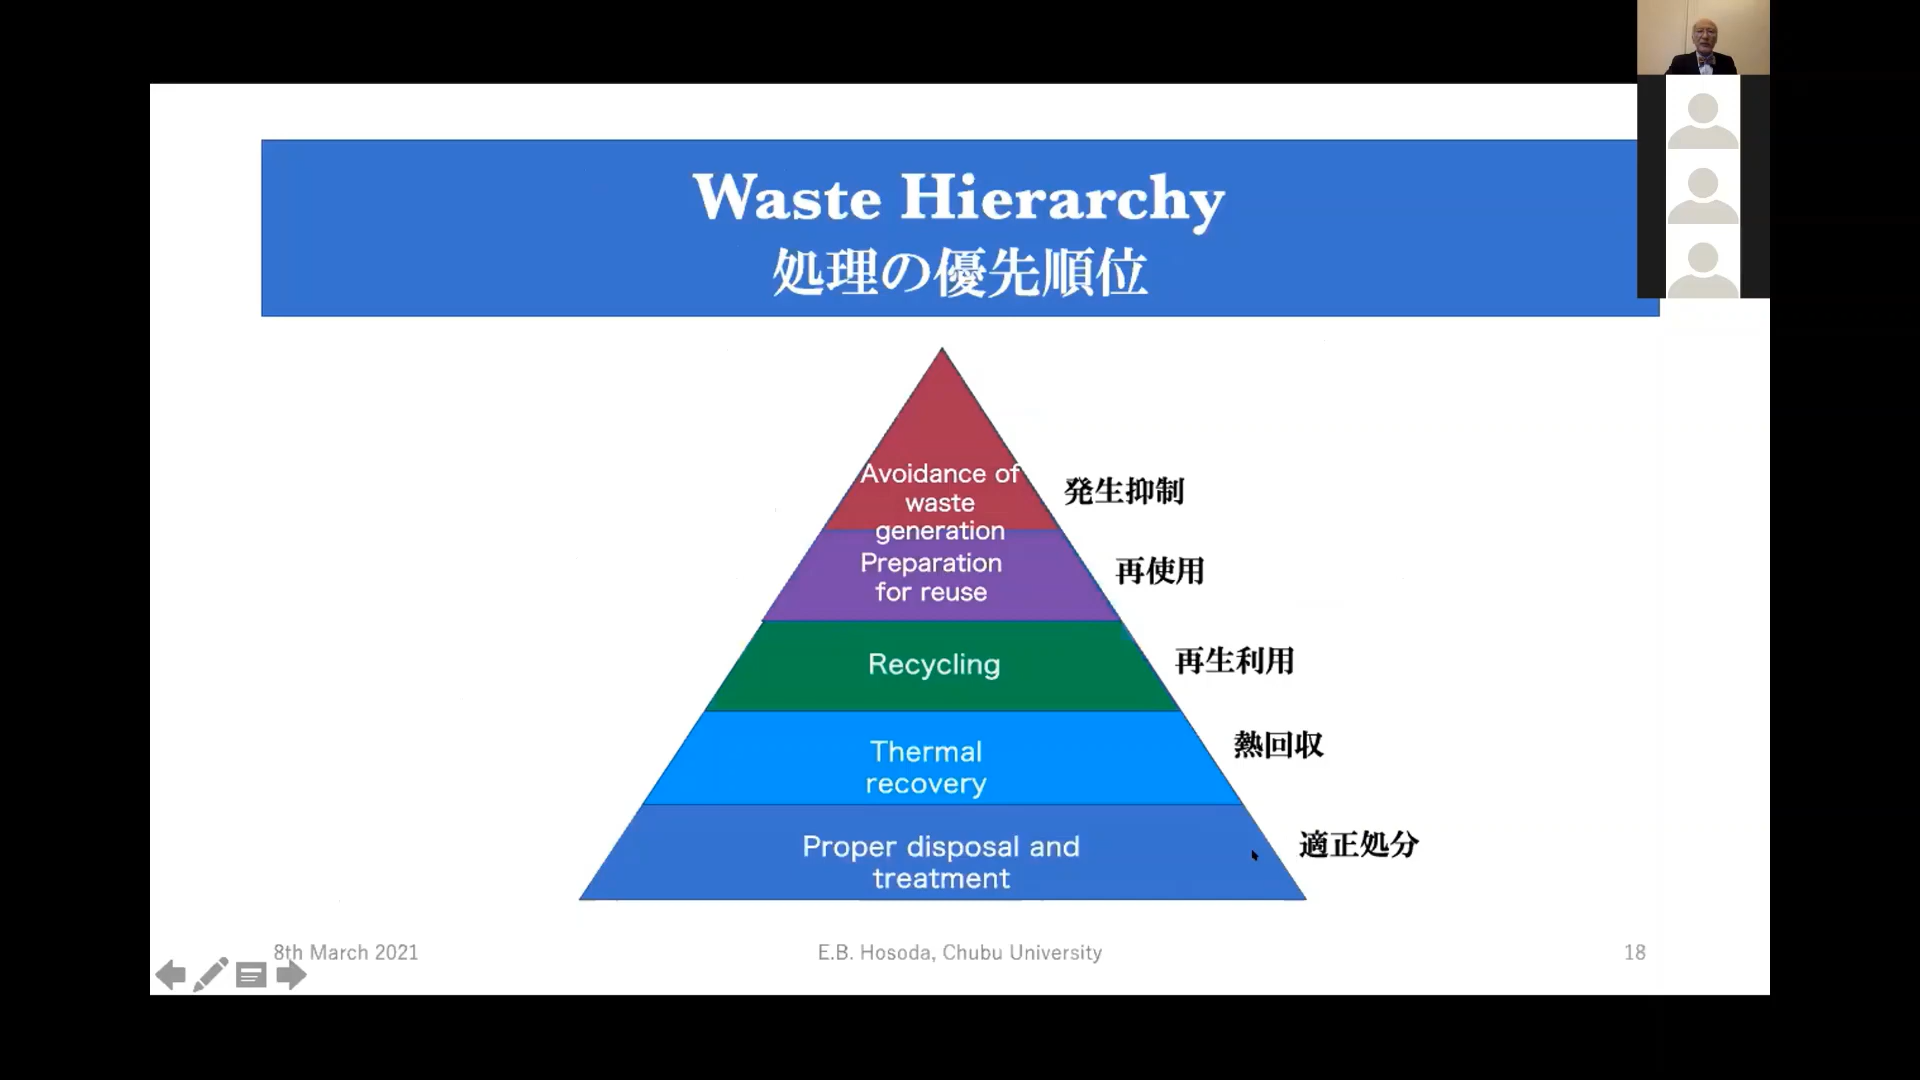 Waste Hierarchy
処理の優先順位
Avoidance of
waste
generation
発生抑制
Preparation
for reuse
再使用
Recycling
再生利用
Thermal
recovery
熱回収
Proper disposal and
treatment
適正処分
8th March 2021
E.B. Hosoda, Chubu University
18